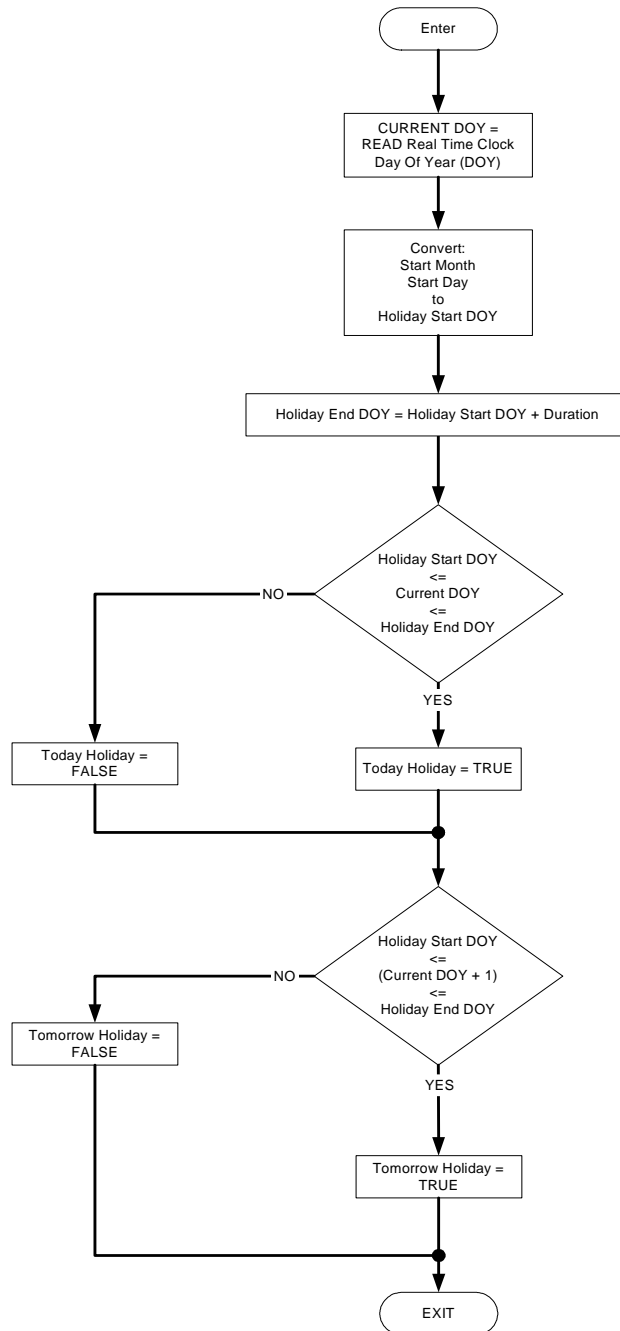 Enter
CURRENT DOY =
READ Real Time Clock
Day Of Year (DOY)
Convert:
Start Month
Start Day
to
Holiday Start DOY
Holiday End DOY = Holiday Start DOY + Duration
Holiday Start DOY
<=
Current DOY
<=
Holiday End DOY
NO
YES
Today Holiday =
FALSE
Today Holiday = TRUE
Holiday Start DOY
<=
(Current DOY + 1)
<=
Holiday End DOY
NO
Tomorrow Holiday =
FALSE
YES
Tomorrow Holiday =
TRUE
EXIT